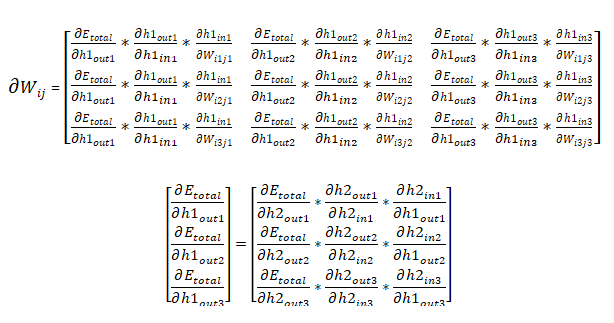 ∂W_ij = [ ∂E_total/∂h1_out1 * ∂h1_out1/∂h1_in1 * ∂h1_in1/∂W_i1j1   ∂E_total/∂h1_out2 * ∂h1_out2/∂h1_in2 * ∂h1_in2/∂W_i1j2   ∂E_total/∂h1_out3 * ∂h1_out3/∂h1_in3 * ∂h1_in3/∂W_i1j3
∂E_total/∂h1_out1 * ∂h1_out1/∂h1_in1 * ∂h1_in1/∂W_i2j1   ∂E_total/∂h1_out2 * ∂h1_out2/∂h1_in2 * ∂h1_in2/∂W_i2j2   ∂E_total/∂h1_out3 * ∂h1_out3/∂h1_in3 * ∂h1_in3/∂W_i2j3
∂E_total/∂h1_out1 * ∂h1_out1/∂h1_in1 * ∂h1_in1/∂W_i3j1   ∂E_total/∂h1_out2 * ∂h1_out2/∂h1_in2 * ∂h1_in2/∂W_i3j2   ∂E_total/∂h1_out3 * ∂h1_out3/∂h1_in3 * ∂h1_in3/∂W_i3j3 ]
[ ∂E_total/∂h1_out1   [ ∂E_total/∂h2_out1 * ∂h2_out1/∂h2_in1 * ∂h2_in1/∂h1_out1
∂E_total/∂h1_out2 = ∂E_total/∂h2_out2 * ∂h2_out2/∂h2_in2 * ∂h2_in2/∂h1_out2
∂E_total/∂h1_out3 ]   ∂E_total/∂h2_out3 * ∂h2_out3/∂h2_in3 * ∂h2_in3/∂h1_out3 ]